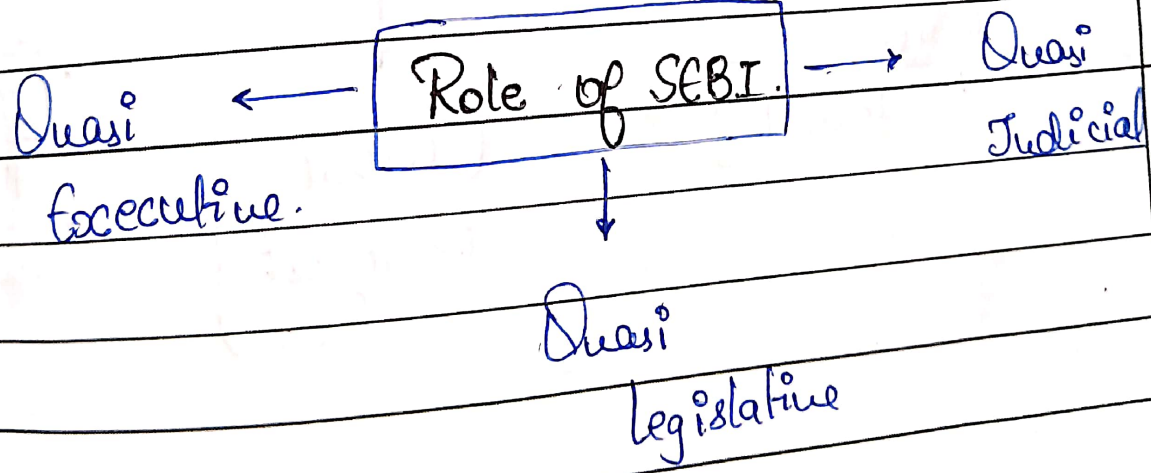 Role of SEBI.
Quasi
Executive.
Quasi
Judicial
Quasi
legislative